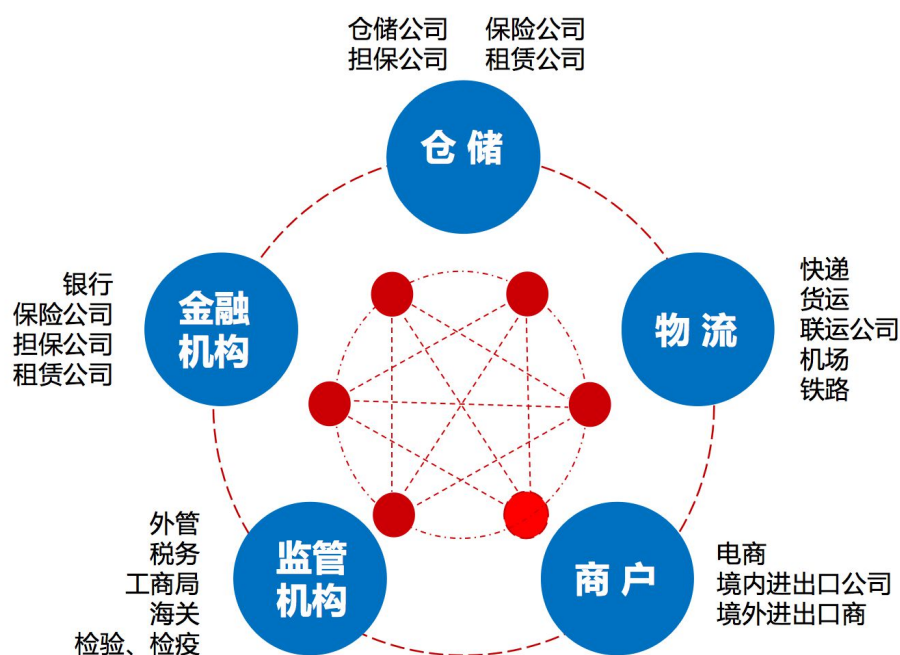 仓储公司 保险公司
担保公司 租赁公司
仓 储
银行
保险公司
担保公司
租赁公司
金融
机构
物 流
快递
货运
联运公司
机场
铁路
外管
税务
工商局
海关
检验、检疫
监管
机构
商 户
电商
境内进出口公司
境外进出口商